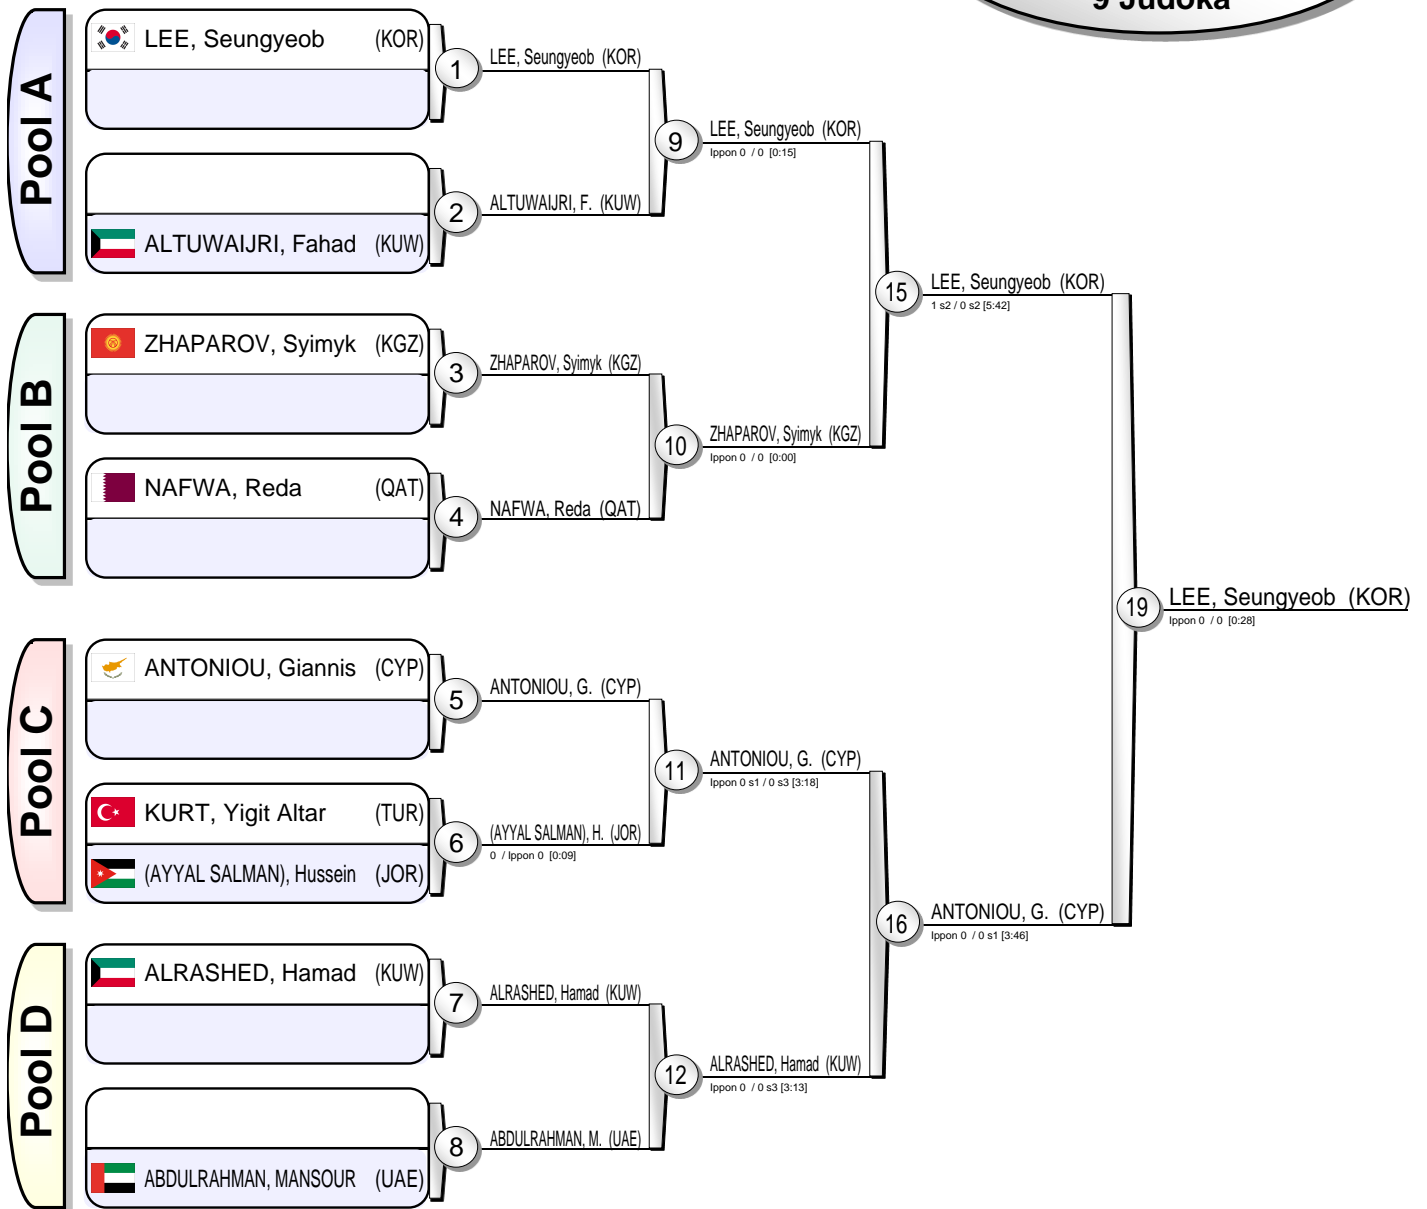 9 Judoka
Pool A
LEE, Seungyeob (KOR)
1
LEE, Seungyeob (KOR)
2
ALTUWAIJRI, Fahad (KUW)
ALTUWAIJRI, F. (KUW)
9
LEE, Seungyeob (KOR)
Ippon 0 / 0 [0:15]
Pool B
ZHAPAROV, Syimyk (KGZ)
3
ZHAPAROV, Syimyk (KGZ)
NAFWA, Reda (QAT)
4
NAFWA, Reda (QAT)
10
ZHAPAROV, Syimyk (KGZ)
Ippon 0 / 0 [0:00]
15
LEE, Seungyeob (KOR)
1 s2 / 0 s2 [5:42]
Pool C
ANTONIOU, Giannis (CYP)
5
ANTONIOU, G. (CYP)
KURT, Yigit Altar (TUR)
6
(AYYAL SALMAN), Hussein (JOR)
(AYYAL SALMAN), H. (JOR)
0 / Ippon 0 [0:09]
11
ANTONIOU, G. (CYP)
Ippon 0 s1 / 0 s3 [3:18]
Pool D
ALRASHED, Hamad (KUW)
7
ALRASHED, Hamad (KUW)
8
ABDULRAHMAN, MANSOUR (UAE)
ABDULRAHMAN, M. (UAE)
12
ALRASHED, Hamad (KUW)
Ippon 0 / 0 s3 [3:13]
16
ANTONIOU, G. (CYP)
Ippon 0 / 0 s1 [3:46]
19
LEE, Seungyeob (KOR)
Ippon 0 / 0 [0:28]